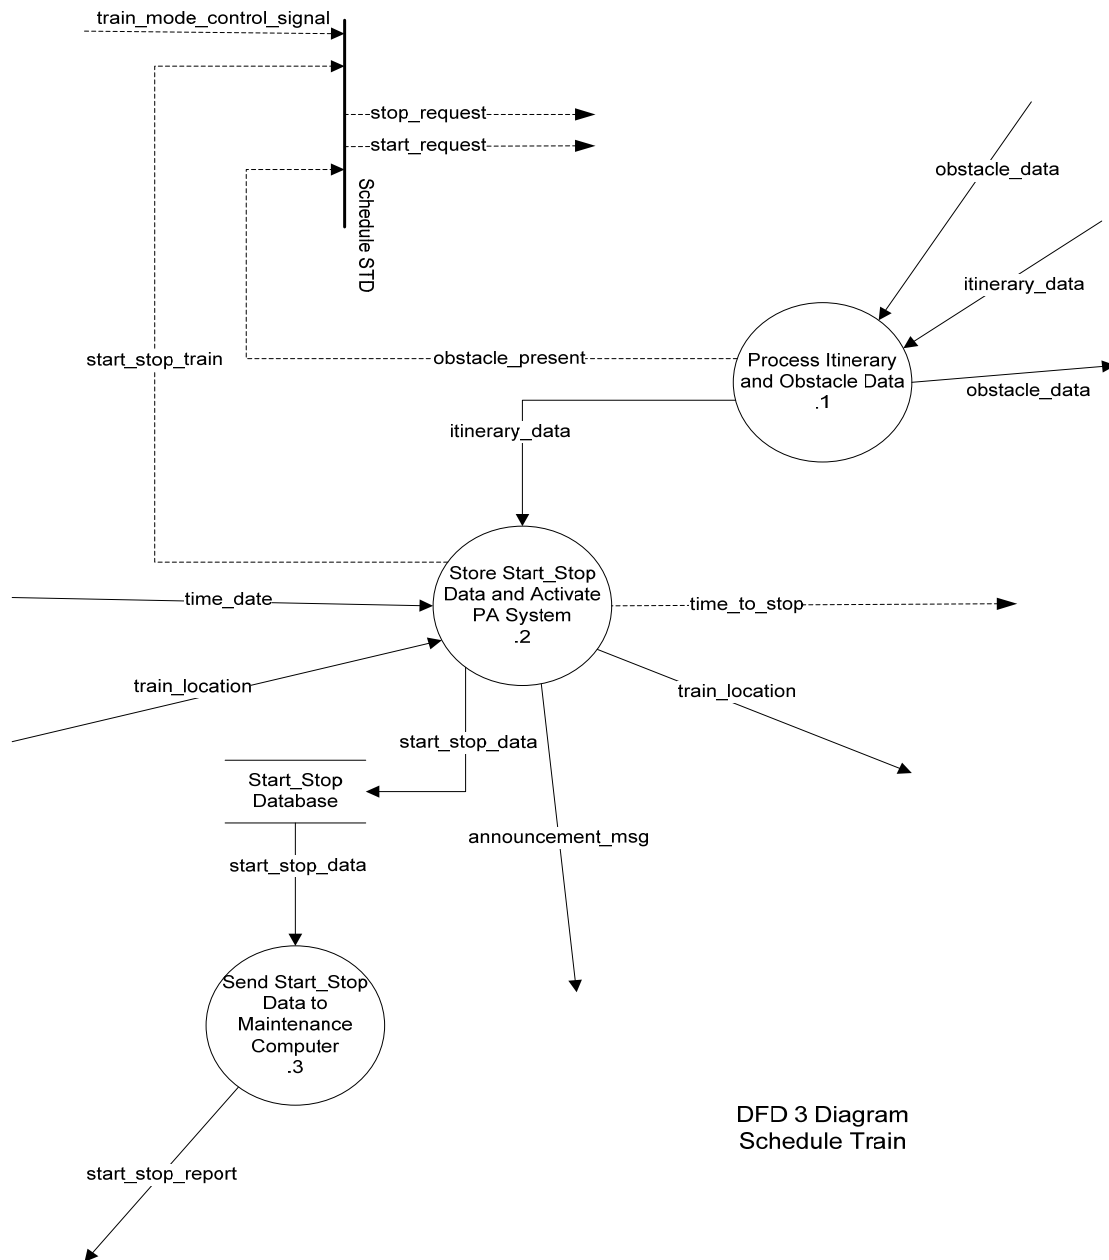 train_mode_control_signal
stop_request
start_request
Schedule STD
obstacle_data
itinerary_data
start_stop_train
obstacle_present
Process Itinerary
and Obstacle Data
.1
obstacle_data
itinerary_data
Store Start_Stop
Data and Activate
PA System
.2
time_date
time_to_stop
train_location
train_location
start_stop_data
Start_Stop
Database
announcement_msg
start_stop_data
Send Start_Stop
Data to
Maintenance
Computer
.3
DFD 3 Diagram
Schedule Train
start_stop_report